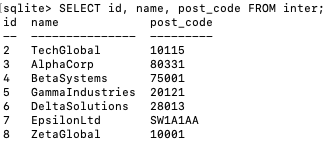 [sqlite> SELECT id, name, post_code FROM inter;
id  name             post_code
--  ---------------  ---------
2   TechGlobal       10115
3   AlphaCorp        80331
4   BetaSystems      75001
5   GammaIndustries  20121
6   DeltaSolutions   28013
7   EpsilonLtd       SW1A1AA
8   ZetaGlobal       10001